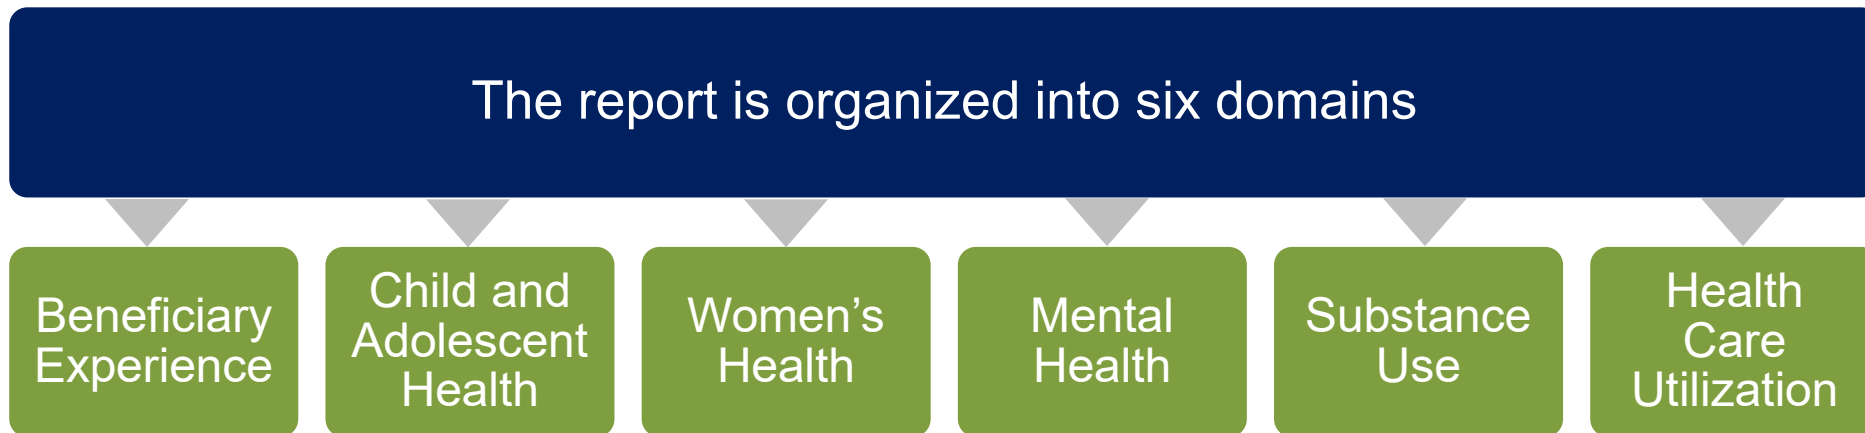 The report is organized into six domains
Beneficiary
Experience
Child and
Adolescent
Health
Women’s
Health
Mental
Health
Substance
Use
Health
Care
Utilization